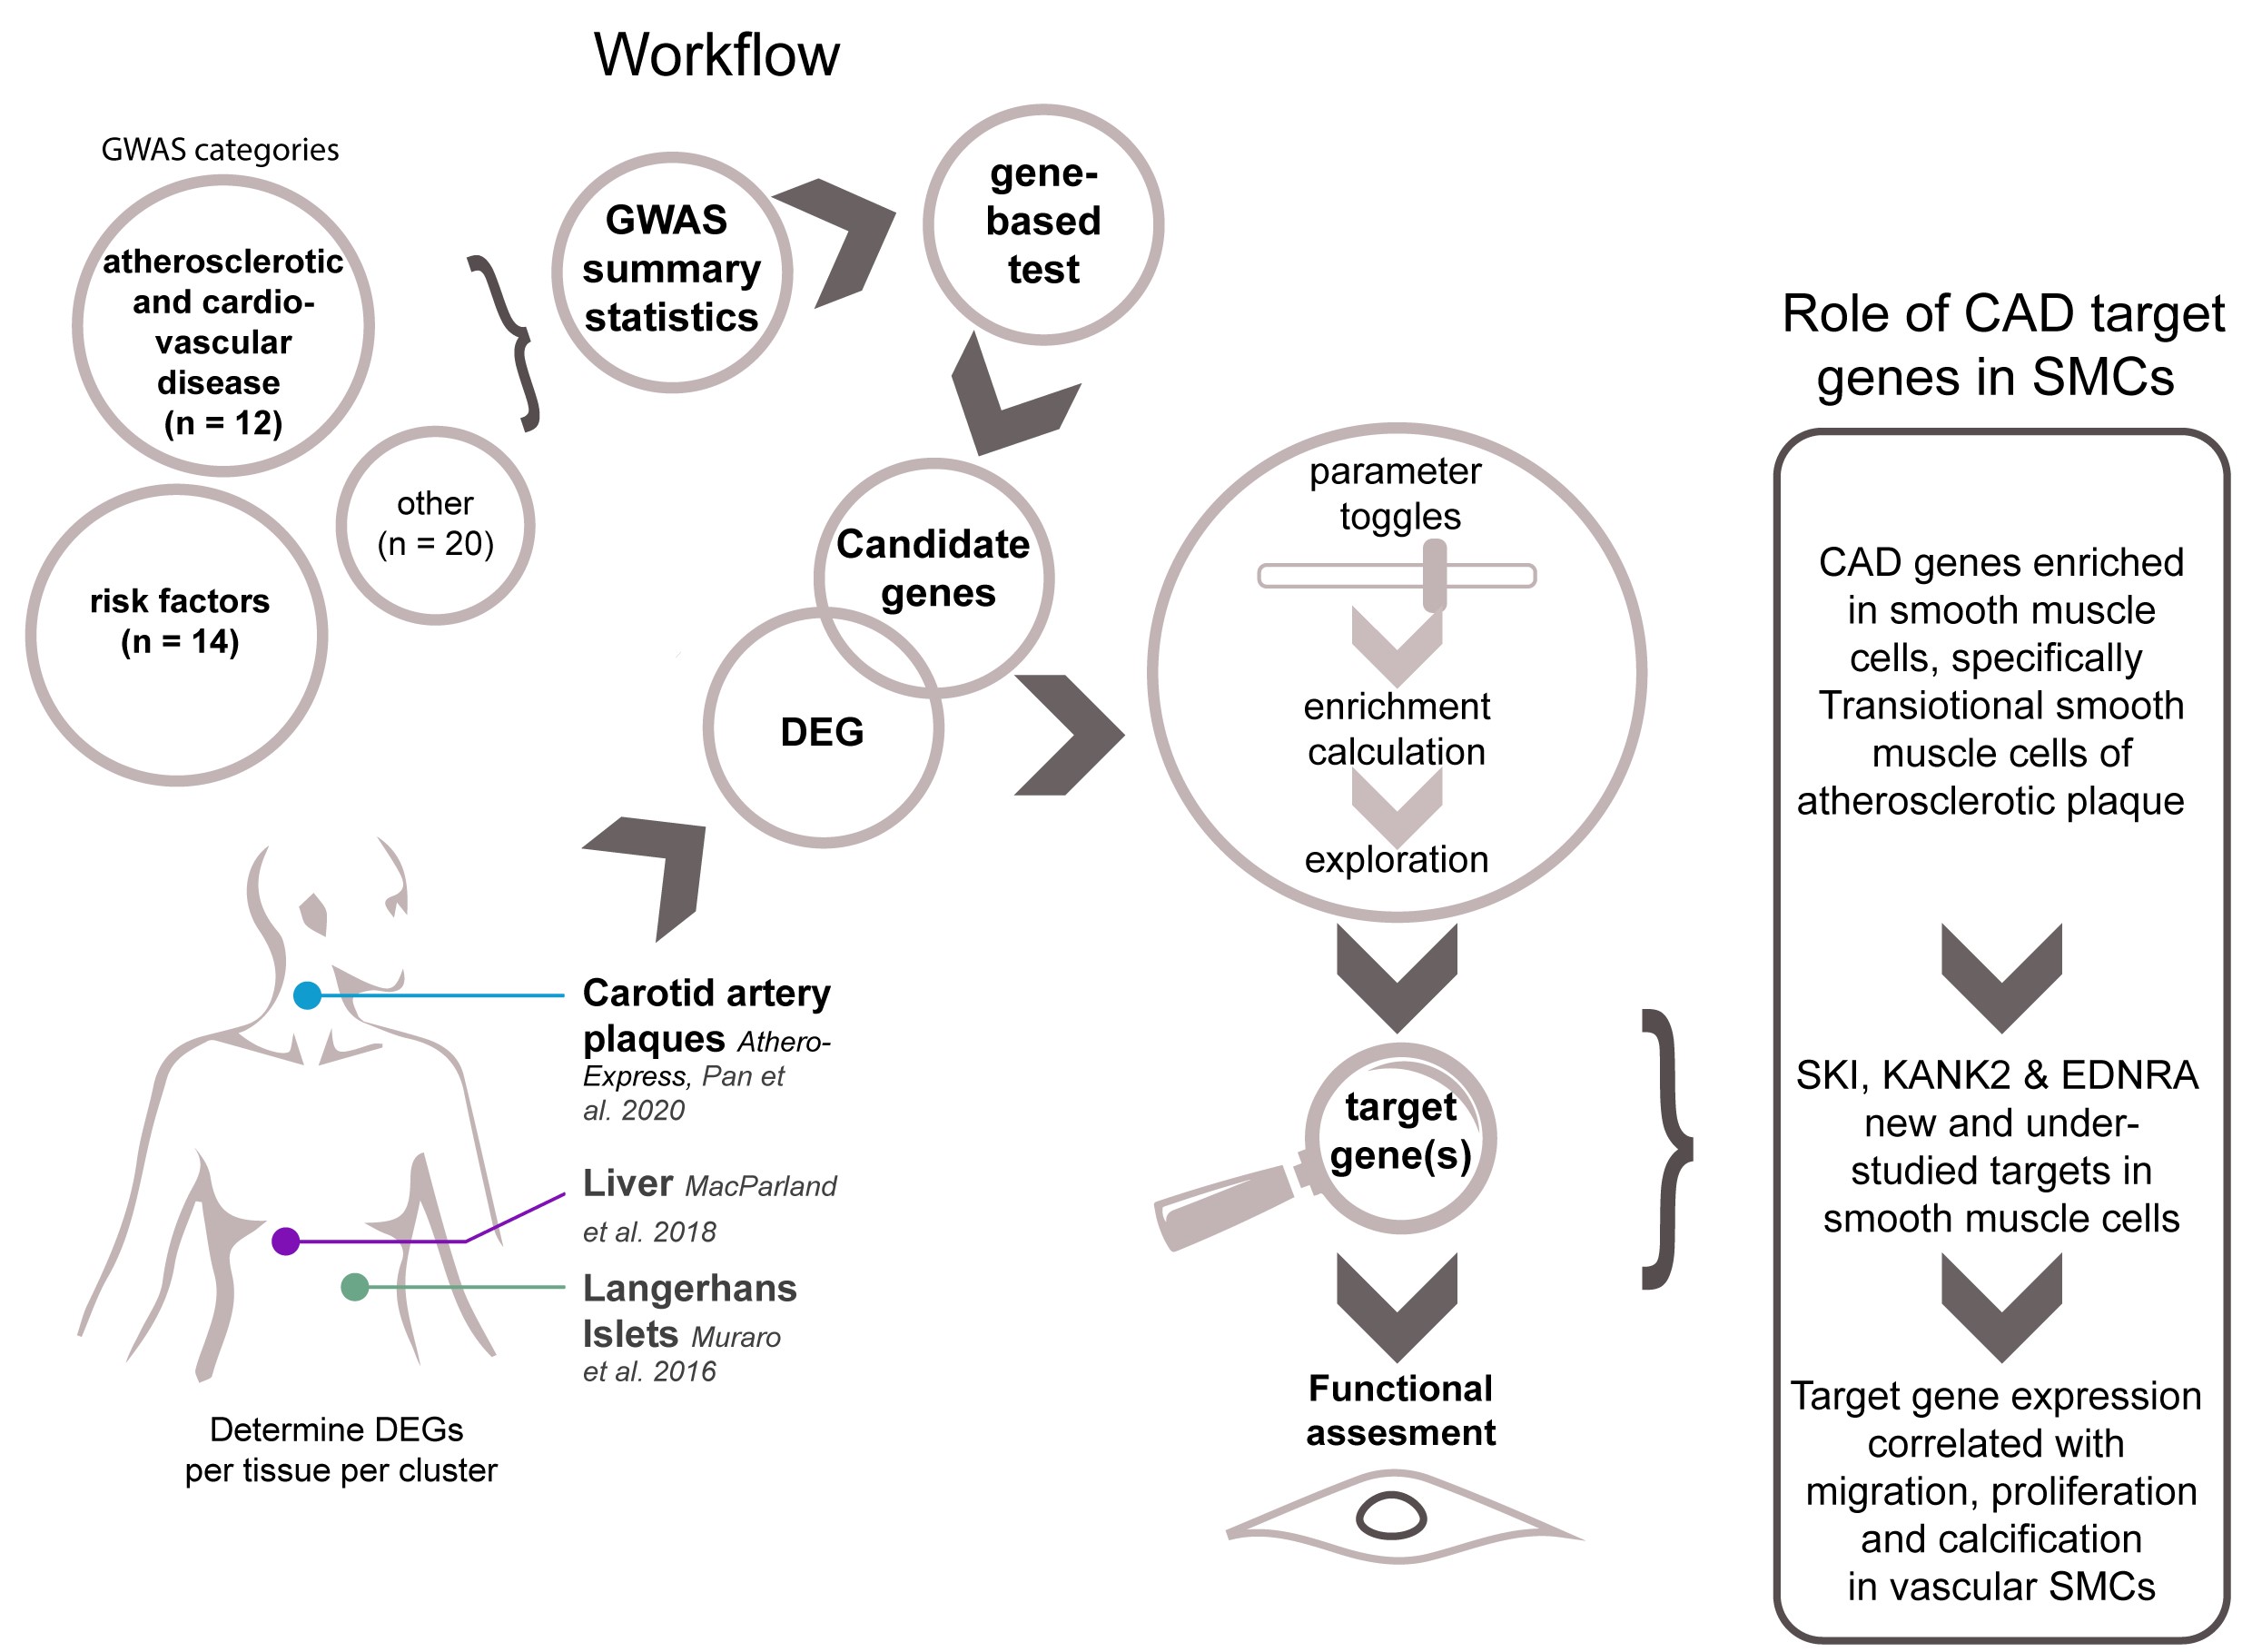 Workflow
GWAS categories
atherosclerotic
and cardio-
vascular
disease
(n = 12)
other
(n = 20)
risk factors
(n = 14)
GWAS
summary
statistics
gene-
based
test
Candidate
genes
DEG
Carotid artery
plaques Athero-
Express, Pan et
al. 2020
Liver MacParland
et al. 2018
Langerhans
Islets Muraro
et al. 2016
Determine DEGs
per tissue per cluster
parameter
toggles
enrichment
calculation
exploration
target
gene(s)
Functional
assesment
Role of CAD target
genes in SMCs
CAD genes enriched
in smooth muscle
cells, specifically
Transiotional smooth
muscle cells of
atherosclerotic plaque
SKI, KANK2 & EDNRA
new and under-
studied targets in
smooth muscle cells
Target gene expression
correlated with
migration, proliferation
and calcification
in vascular SMCs